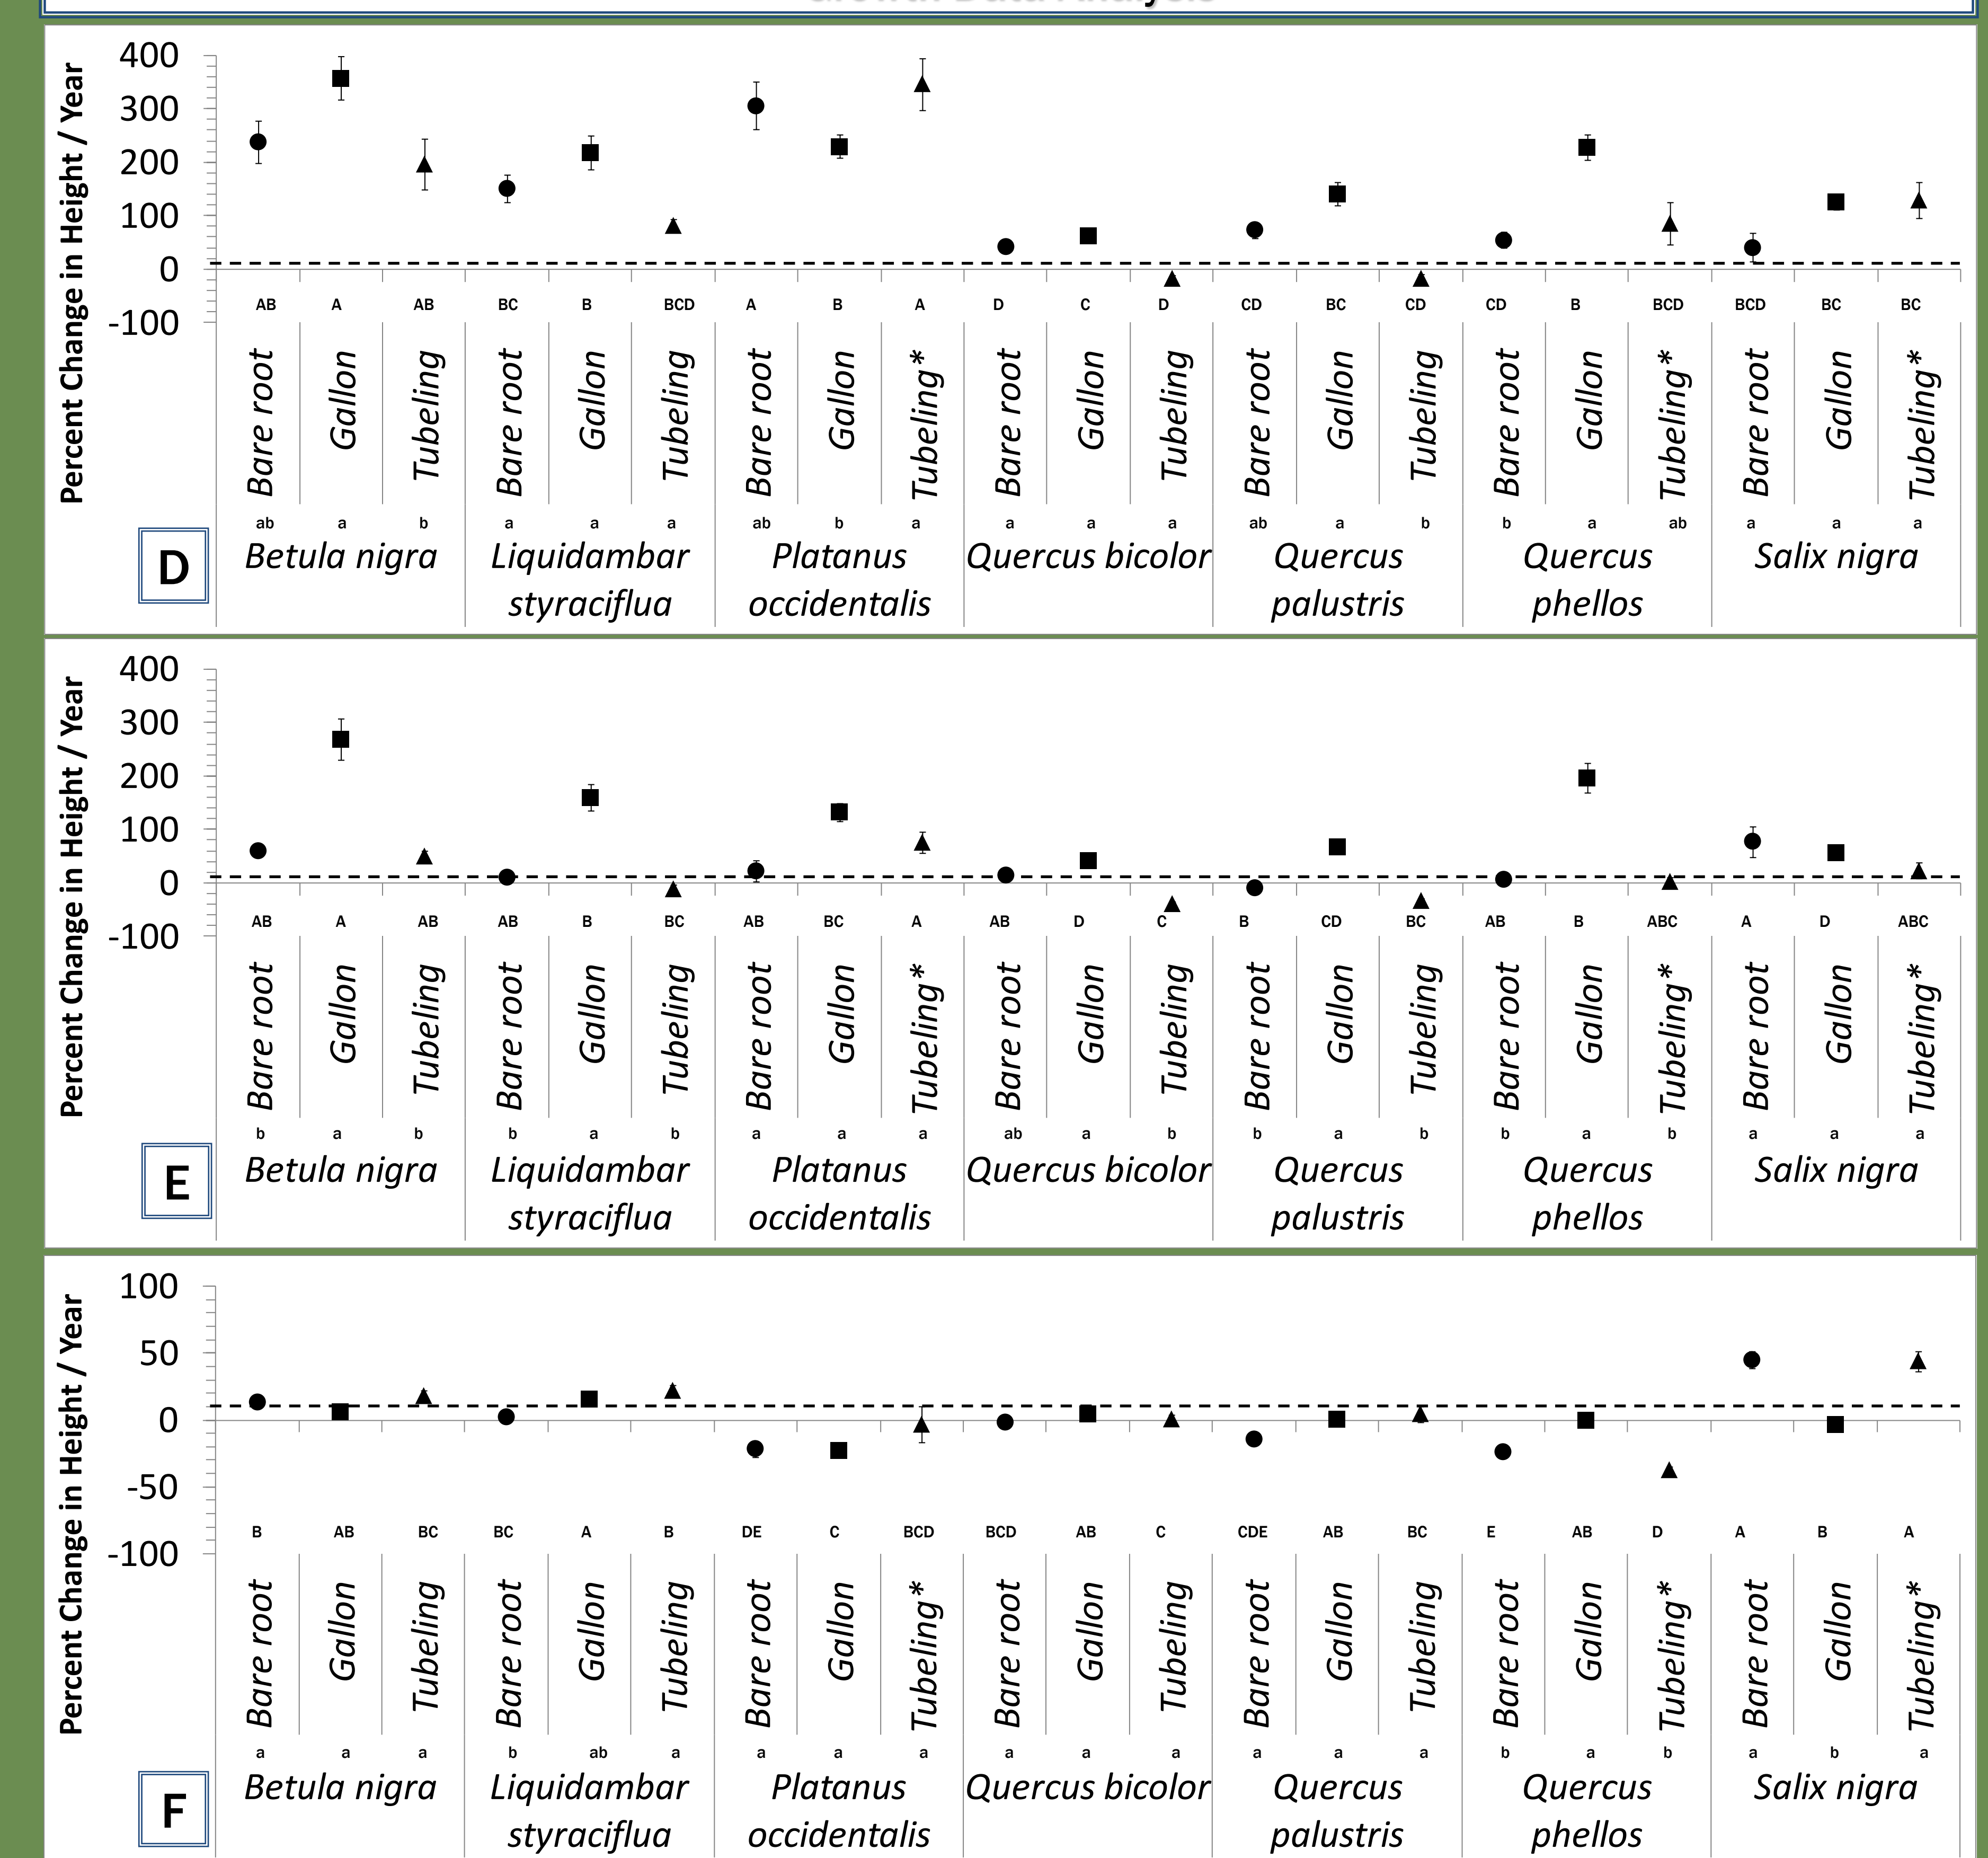 Growth Data Analysis
Percent Change in Height / Year
400
300
200
100
0
-100
AB A AB BC B BCD A B A D C D CD BC CD CD B BCD BCD BC BC
Bare root Gallon Tubeling Bare root Gallon Tubeling Bare root Gallon Tubeling* Bare root Gallon Tubeling Bare root Gallon Tubeling Bare root Gallon Tubeling* Bare root Gallon Tubeling*
ab a b a a a ab b a a a a ab a b b a ab a a a
Betula nigra Liquidambar Platanus Quercus bicolor Quercus Quercus Salix nigra
styraciflua occidentalis palustris phellos
D
Percent Change in Height / Year
400
300
200
100
0
-100
AB A AB AB B BC AB BC A AB D C B CD BC AB B ABC A D ABC
Bare root Gallon Tubeling Bare root Gallon Tubeling Bare root Gallon Tubeling* Bare root Gallon Tubeling Bare root Gallon Tubeling Bare root Gallon Tubeling* Bare root Gallon Tubeling*
b a b b a b a a a ab a b b a b b a b a a a
Betula nigra Liquidambar Platanus Quercus bicolor Quercus Quercus Salix nigra
styraciflua occidentalis palustris phellos
E
Percent Change in Height / Year
100
50
0
-50
-100
B AB BC BC A B DE C BCD BCD AB C CDE AB BC E AB D A B A
Bare root Gallon Tubeling Bare root Gallon Tubeling Bare root Gallon Tubeling* Bare root Gallon Tubeling Bare root Gallon Tubeling Bare root Gallon Tubeling* Bare root Gallon Tubeling*
a a a b ab a a a a a a a a a a b a b a b a
Betula nigra Liquidambar Platanus Quercus bicolor Quercus Quercus Salix nigra
styraciflua occidentalis palustris phellos
F